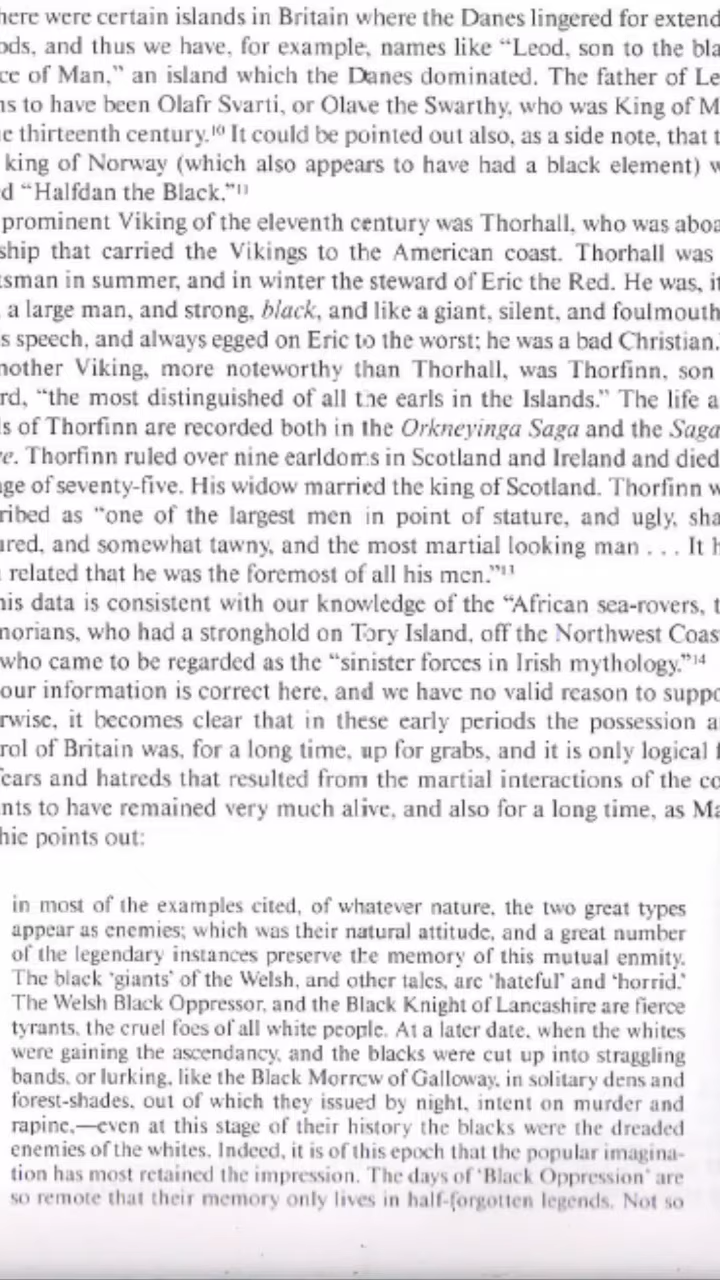 here were certain islands in Britain where the Danes lingered for extend
ods, and thus we have, for example, names like “Leod, son to the bla
ce of Man,” an island which the Danes dominated. The father of Le
ns to have been Olafr Svarti, or Olave the Swarthy, who was King of M
e thirteenth century.¹⁰ It could be pointed out also, as a side note, that t
king of Norway (which also appears to have had a black element) w
d “Halfdan the Black.”¹¹
prominent Viking of the eleventh century was Thorhall, who was aboa
ship that carried the Vikings to the American coast. Thorhall was
tsman in summer, and in winter the steward of Eric the Red. He was, it
, a large man, and strong, black, and like a giant, silent, and foulmouth
s speech, and always egged on Eric to the worst; he was a bad Christian.
nother Viking, more noteworthy than Thorhall, was Thorfinn, son
rd, “the most distinguished of all the earls in the Islands.” The life a
s of Thorfinn are recorded both in the Orkneyinga Saga and the Saga
e. Thorfinn ruled over nine earldoms in Scotland and Ireland and died
ge of seventy-five. His widow married the king of Scotland. Thorfinn w
ribed as “one of the largest men in point of stature, and ugly, sha
ured, and somewhat tawny, and the most martial looking man . . . It h
related that he was the foremost of all his men.”¹³
his data is consistent with our knowledge of the “African sea-rovers, t
norians, who had a stronghold on Tory Island, off the Northwest Coas
who came to be regarded as the “sinister forces in Irish mythology.”¹⁴
our information is correct here, and we have no valid reason to suppo
rwise, it becomes clear that in these early periods the possession a
rol of Britain was, for a long time, up for grabs, and it is only logical f
fears and hatreds that resulted from the martial interactions of the co
nts to have remained very much alive, and also for a long time, as Ma
hie points out:
in most of the examples cited, of whatever nature, the two great types
appear as enemies; which was their natural attitude, and a great number
of the legendary instances preserve the memory of this mutual enmity.
The black ‘giants’ of the Welsh, and other tales, are ‘hateful’ and ‘horrid.’
The Welsh Black Oppressor, and the Black Knight of Lancashire are fierce
tyrants, the cruel foes of all white people. At a later date, when the whites
were gaining the ascendancy, and the blacks were cut up into straggling
bands, or lurking, like the Black Morrow of Galloway, in solitary dens and
forest-shades, out of which they issued by night, intent on murder and
rapine,—even at this stage of their history the blacks were the dreaded
enemies of the whites. Indeed, it is of this epoch that the popular imagina-
tion has most retained the impression. The days of ‘Black Oppression’ are
so remote that their memory only lives in half-forgotten legends. Not so